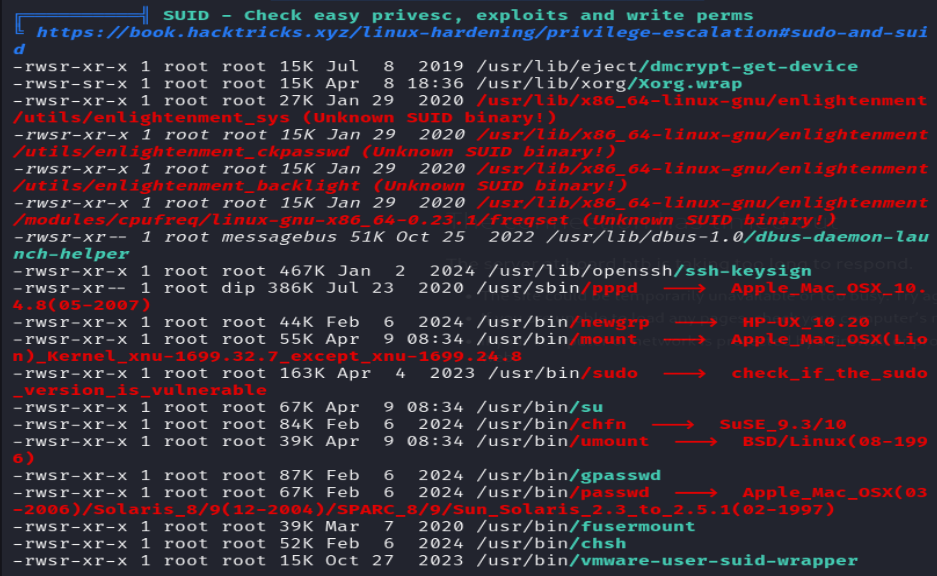 ╔══════════╣ SUID - Check easy privesc, exploits and write perms
╚ https://book.hacktricks.xyz/linux-hardening/privilege-escalation#sudo-and-sui
d
-rwsr-xr-x 1 root root 15K Jul  8  2019 /usr/lib/eject/dmcrypt-get-device
-rwsr-sr-x 1 root root 15K Apr  8 18:36 /usr/lib/xorg/Xorg.wrap
-rwsr-xr-x 1 root root 27K Jan 29  2020 /usr/lib/x86_64-linux-gnu/enlightenment
/utils/enlightenment_sys (Unknown SUID binary!)
-rwsr-xr-x 1 root root 15K Jan 29  2020 /usr/lib/x86_64-linux-gnu/enlightenment
/utils/enlightenment_ckpasswd (Unknown SUID binary!)
-rwsr-xr-x 1 root root 15K Jan 29  2020 /usr/lib/x86_64-linux-gnu/enlightenment
/utils/enlightenment_backlight (Unknown SUID binary!)
-rwsr-xr-x 1 root root 15K Jan 29  2020 /usr/lib/x86_64-linux-gnu/enlightenment
/modules/cpufreq/linux-gnu-x86_64-0.23.1/freqset (Unknown SUID binary!)
-rwsr-xr-- 1 root messagebus 51K Oct 25  2022 /usr/lib/dbus-1.0/dbus-daemon-lau
nch-helper
-rwsr-xr-x 1 root root 467K Jan  2  2024 /usr/lib/openssh/ssh-keysign
-rwsr-xr-- 1 root dip 386K Jul 23  2020 /usr/sbin/pppd  --->  Apple_Mac_OSX_10.
4.8(05-2007)
-rwsr-xr-x 1 root root 44K Feb  6  2024 /usr/bin/newgrp  --->  HP-UX_10.20
-rwsr-xr-x 1 root root 55K Apr  9 08:34 /usr/bin/mount  --->  Apple_Mac_OSX(Lio
n)_Kernel_xnu-1699.32.7_except_xnu-1699.24.8
-rwsr-xr-x 1 root root 163K Apr  4  2023 /usr/bin/sudo  --->  check_if_the_sudo
_version_is_vulnerable
-rwsr-xr-x 1 root root 67K Apr  9 08:34 /usr/bin/su
-rwsr-xr-x 1 root root 84K Feb  6  2024 /usr/bin/chfn  --->  SuSE_9.3/10
-rwsr-xr-x 1 root root 39K Apr  9 08:34 /usr/bin/umount  --->  BSD/Linux(08-199
6)
-rwsr-xr-x 1 root root 87K Feb  6  2024 /usr/bin/gpasswd
-rwsr-xr-x 1 root root 67K Feb  6  2024 /usr/bin/passwd  --->  Apple_Mac_OSX(03
-2006)/Solaris_8/9(12-2004)/SPARC_8/9/Sun_Solaris_2.3_to_2.5.1(02-1997)
-rwsr-xr-x 1 root root 39K Mar  7  2020 /usr/bin/fusermount
-rwsr-xr-x 1 root root 52K Feb  6  2024 /usr/bin/chsh
-rwsr-xr-x 1 root root 15K Oct 27  2023 /usr/bin/vmware-user-suid-wrapper